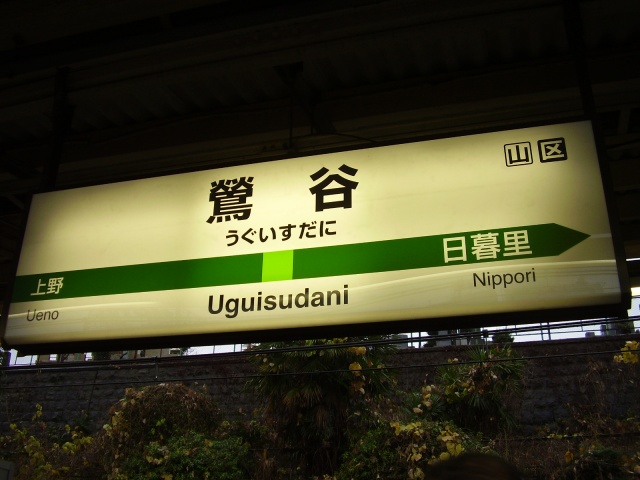 山 区
鶯 谷
うぐいすだに
上野 日暮里
Ueno Uguisudani Nippori